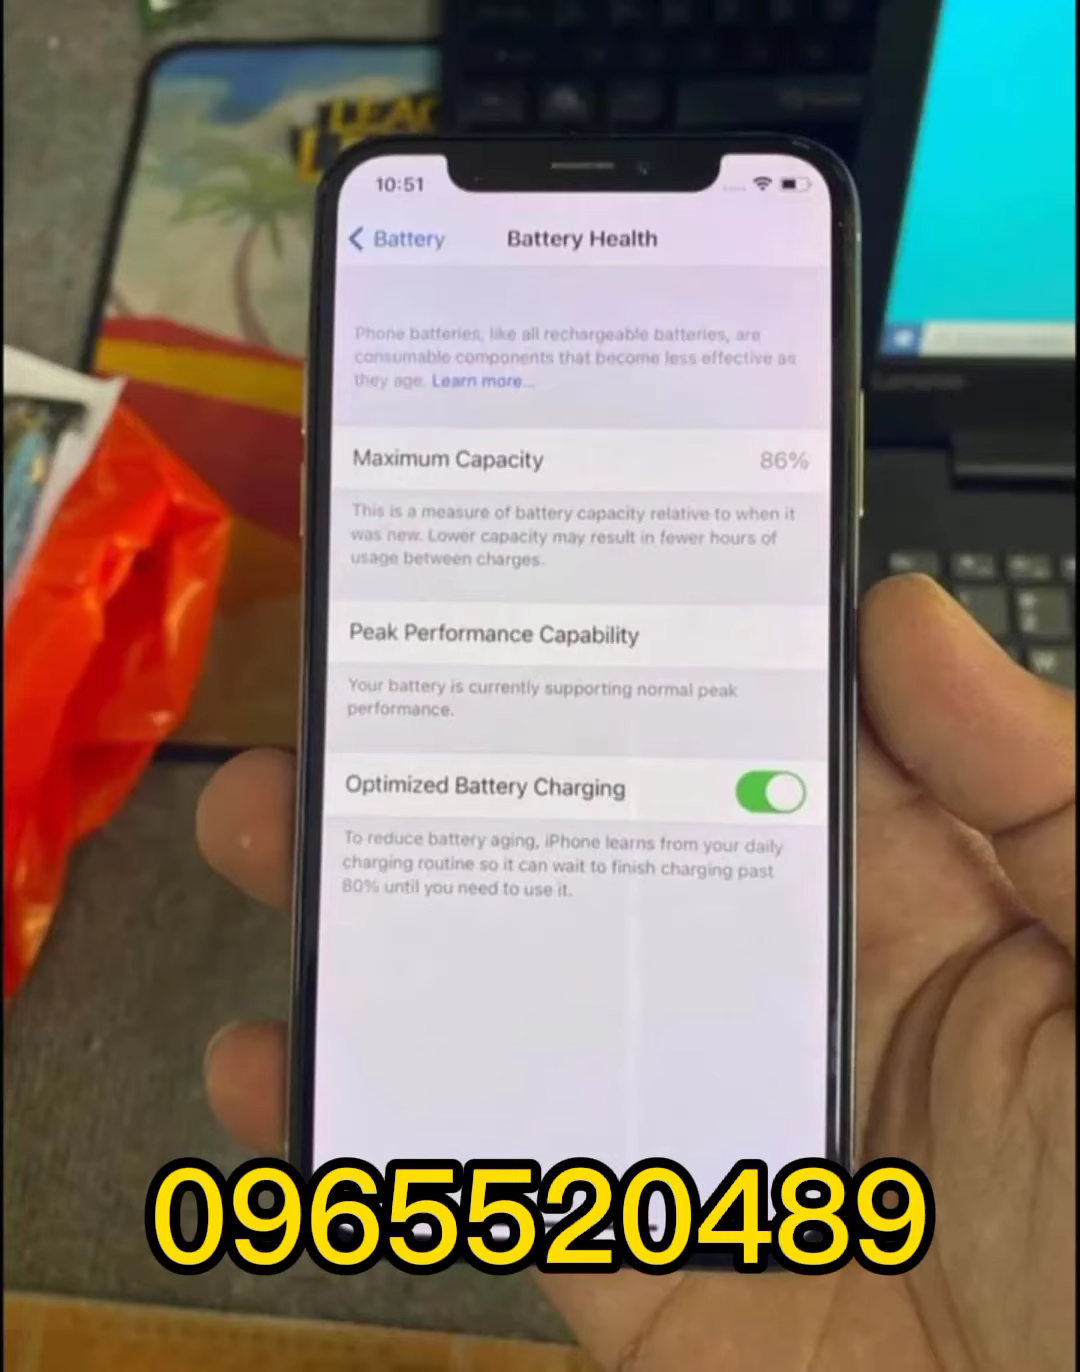 10:51
Battery
Battery Health
Phone batteries, like all rechargeable batteries, are
consumable components that become less effective as
they age. Learn more...
Maximum Capacity 86%
This is a measure of battery capacity relative to when it
was new. Lower capacity may result in fewer hours of
usage between charges.
Peak Performance Capability
Your battery is currently supporting normal peak
performance.
Optimized Battery Charging
To reduce battery aging, iPhone learns from your daily
charging routine so it can wait to finish charging past
80% until you need to use it.
0965520489
Lenovo